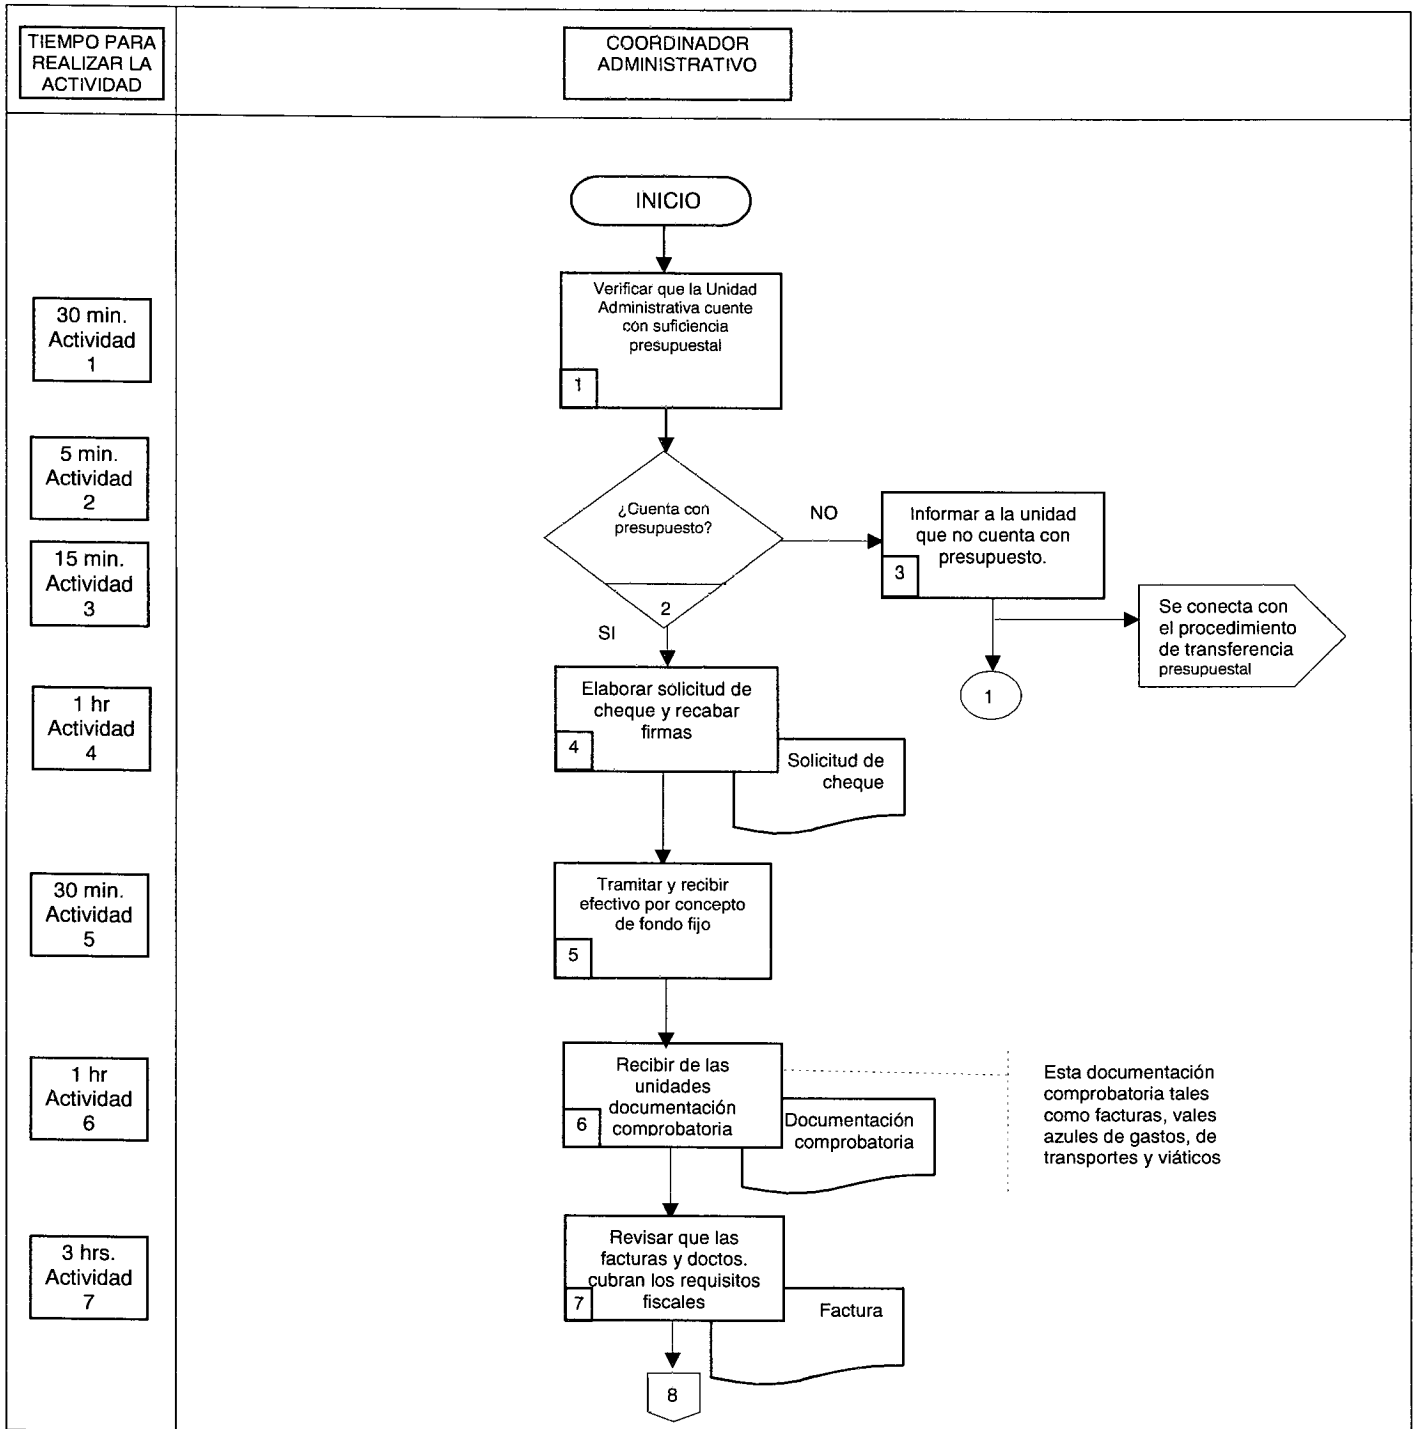 TIEMPO PARA
REALIZAR LA
ACTIVIDAD
COORDINADOR
ADMINISTRATIVO
INICIO
30 min.
Actividad
1
Verificar que la Unidad
Administrativa cuente
con suficiencia
presupuestal
1
5 min.
Actividad
2
¿Cuenta con
presupuesto?
2
NO
SI
15 min.
Actividad
3
Informar a la unidad
que no cuenta con
presupuesto.
3
Se conecta con
el procedimiento
de transferencia
presupuestal
1
1 hr
Actividad
4
Elaborar solicitud de
cheque y recabar
firmas
4
Solicitud de
cheque
30 min.
Actividad
5
Tramitar y recibir
efectivo por concepto
de fondo fijo
5
1 hr
Actividad
6
Recibir de las
unidades
documentación
comprobatoria
6
Documentación
comprobatoria
Esta documentación
comprobatoria tales
como facturas, vales
azules de gastos, de
transportes y viáticos
3 hrs.
Actividad
7
Revisar que las
facturas y doctos.
cubran los requisitos
fiscales
7
Factura
8